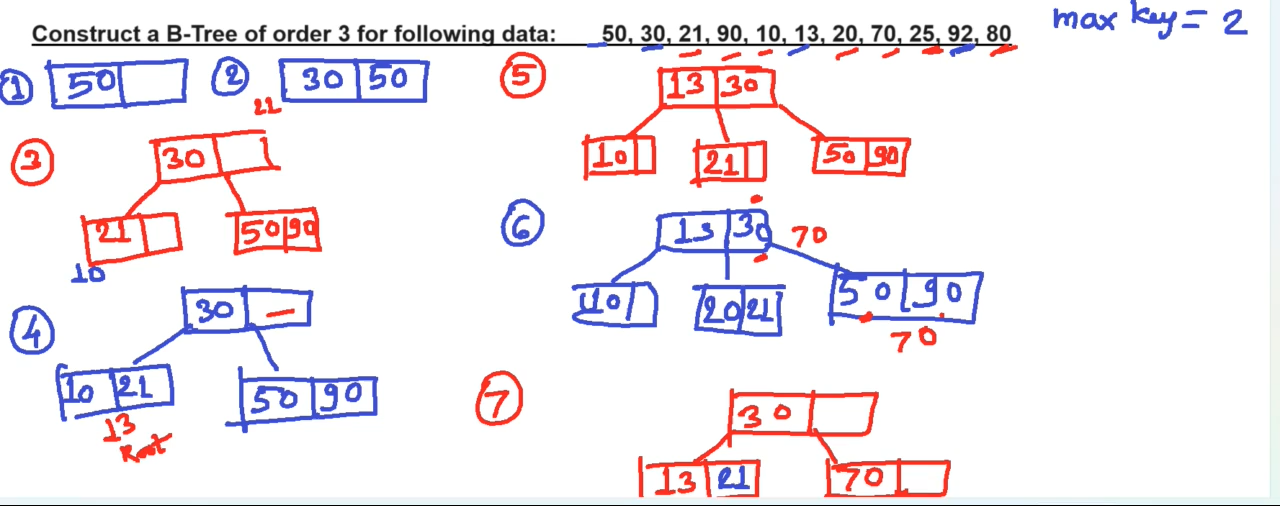 Construct a B-Tree of order 3 for following data: 50, 30, 21, 90, 10, 13, 20, 70, 25, 92, 80
max key = 2
① 50
② 30 50
21
③ 30
21 50 90
10
④ 30 –
10 21 50 90
13
Root
⑤ 13 30
10 21 50 90
⑥ 13 30 70
10 20 21 50 90
70
⑦ 30
13 21 70